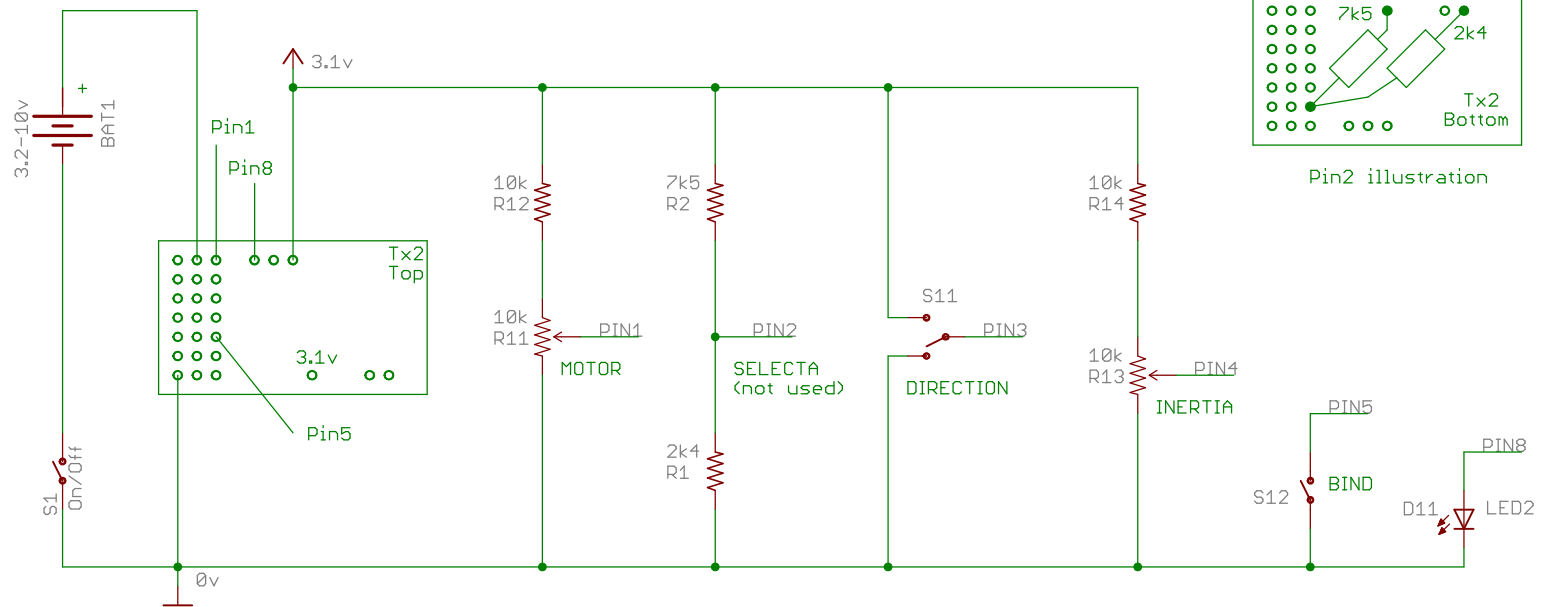 3.2-10v
+
BAT1
3.1v
7k5
2k4
Tx2
Bottom
Pin2 illustration
Pin1
Pin8
Tx2
Top
3.1v
Pin5
10k
R12
7k5
R2
10k
R14
10k
R11
PIN1
MOTOR
PIN2
SELECTA
(not used)
S11
PIN3
DIRECTION
10k
R13
PIN4
INERTIA
2k4
R1
PIN5
S12
BIND
PIN8
D11
LED2
S1
On/Off
0v